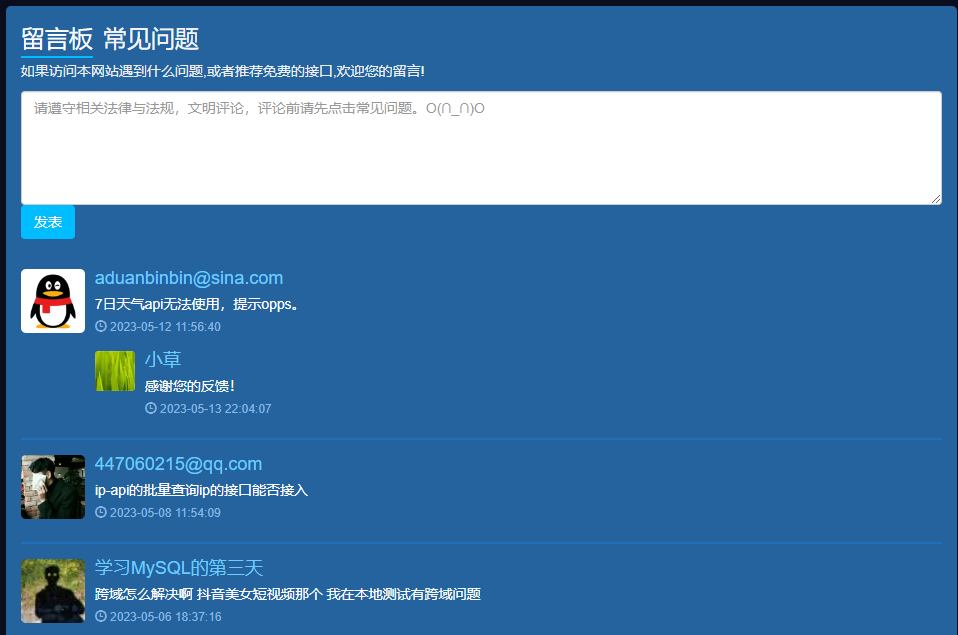 留言板 常见问题
如果访问本网站遇到什么问题,或者推荐免费的接口,欢迎您的留言!
请遵守相关法律与法规，文明评论，评论前请先点击常见问题。O(∩_∩)O
发表
aduanbinbin@sina.com
7日天气api无法使用，提示opps。
2023-05-12 11:56:40
小草
感谢您的反馈！
2023-05-13 22:04:07
447060215@qq.com
ip-api的批量查询ip的接口能否接入
2023-05-08 11:54:09
学习MySQL的第三天
跨域怎么解决啊 抖音美女短视频那个 我在本地测试有跨域问题
2023-05-06 18:37:16